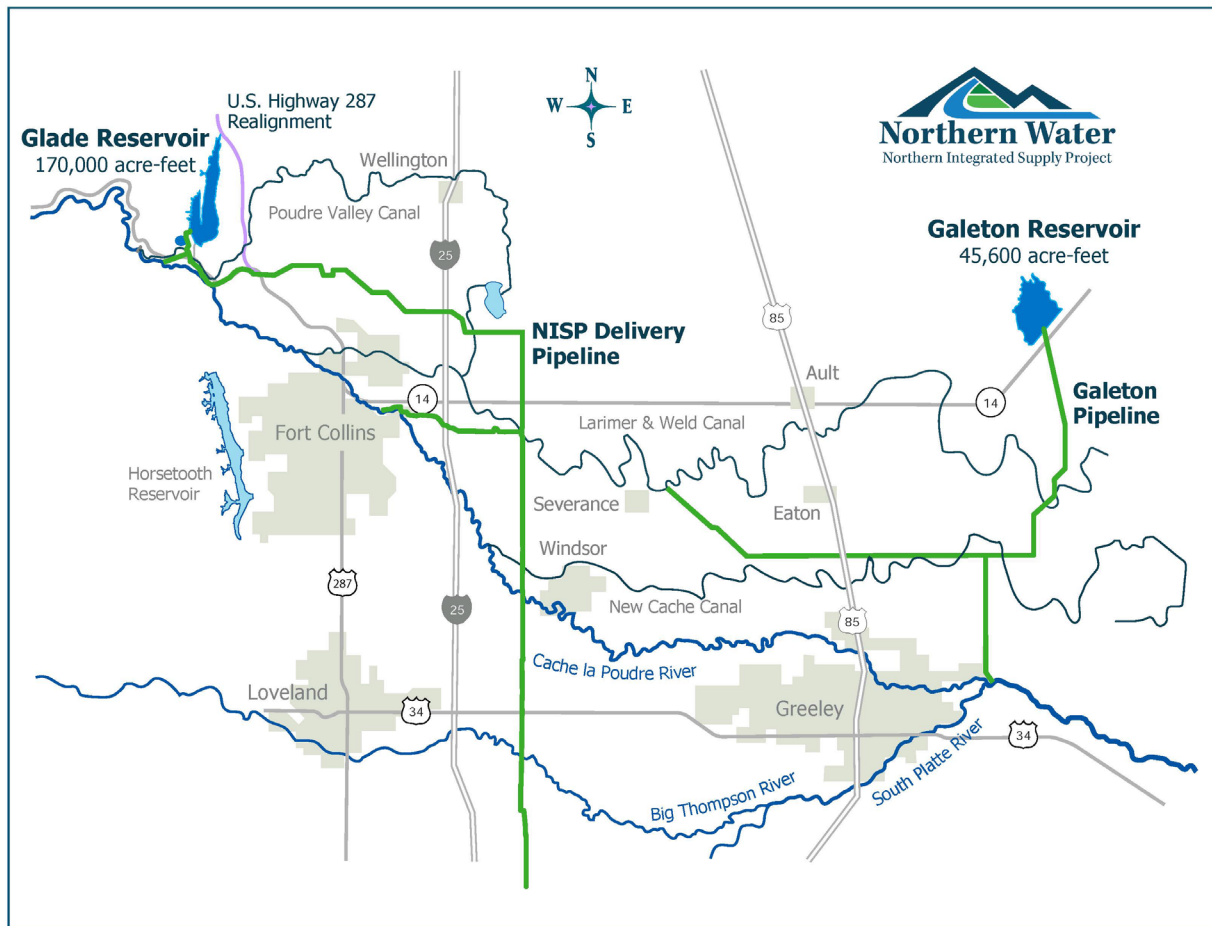 N
W E
S
U.S. Highway 287
Realignment
Northern Water
Northern Integrated Supply Project
Glade Reservoir
170,000 acre-feet
Wellington
Poudre Valley Canal
25
Galeton Reservoir
45,600 acre-feet
85
NISP Delivery
Pipeline
Ault
14
14
Galeton
Pipeline
Larimer & Weld Canal
Fort Collins
Horsetooth
Reservoir
Severance
Eaton
Windsor
287
25
New Cache Canal
85
Cache la Poudre River
Loveland
34
Greeley
34
South Platte River
Big Thompson River